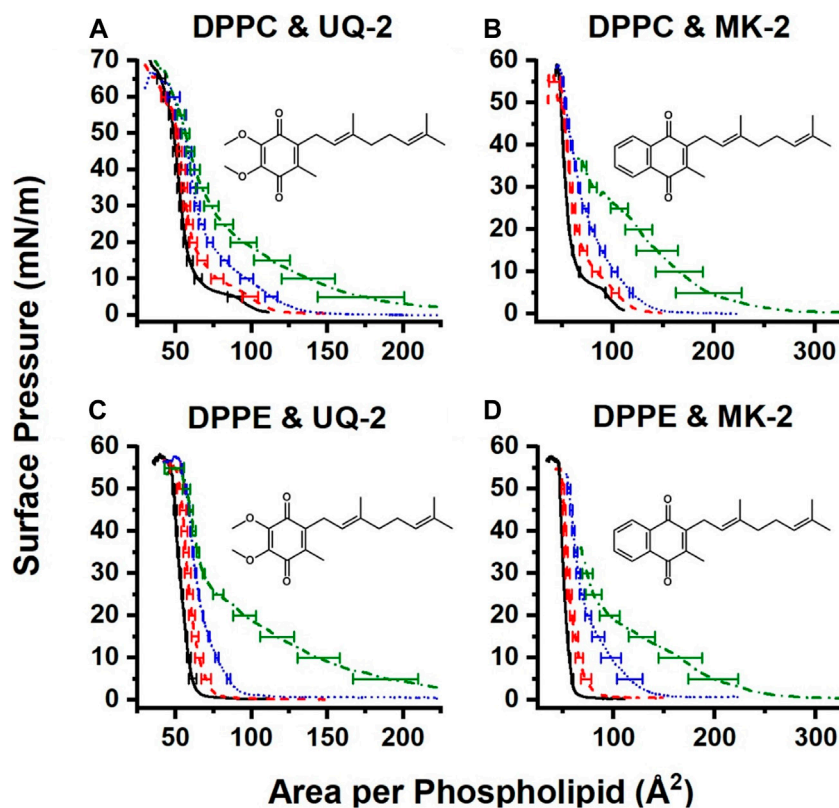 A
DPPC & UQ-2
B
DPPC & MK-2
70
60
50
40
30
20
10
0
50 100 150 200
60
50
40
30
20
10
0
100 200 300
O
O
O
O
O
O
C
DPPE & UQ-2
D
DPPE & MK-2
60
50
40
30
20
10
0
50 100 150 200
60
50
40
30
20
10
0
100 200 300
O
O
O
O
O
O
Surface Pressure (mN/m)
Area per Phospholipid (Å²)